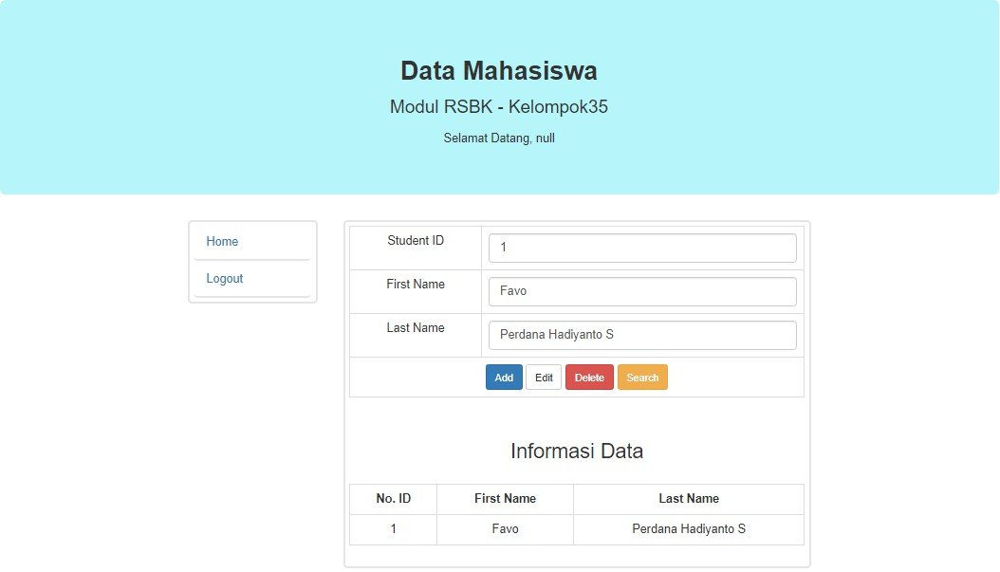 Data Mahasiswa
Modul RSBK - Kelompok35
Selamat Datang, null
Home
Logout
Student ID 1
First Name Favo
Last Name Perdana Hadiyanto S
Add Edit Delete Search
Informasi Data
No. ID First Name Last Name
1 Favo Perdana Hadiyanto S